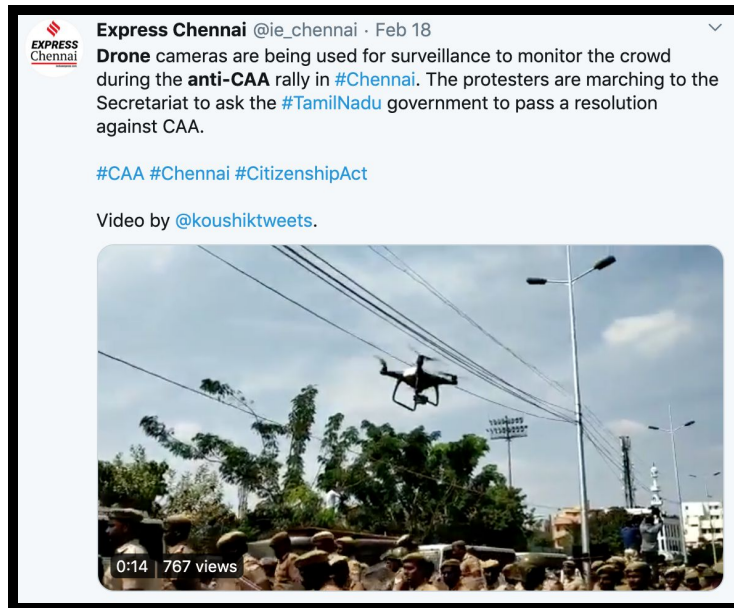 Express Chennai @ie_chennai · Feb 18
EXPRESS
Chennai
Drone cameras are being used for surveillance to monitor the crowd
during the anti-CAA rally in #Chennai. The protesters are marching to the
Secretariat to ask the #TamilNadu government to pass a resolution
against CAA.
#CAA #Chennai #CitizenshipAct
Video by @koushiktweets.
0:14 | 767 views